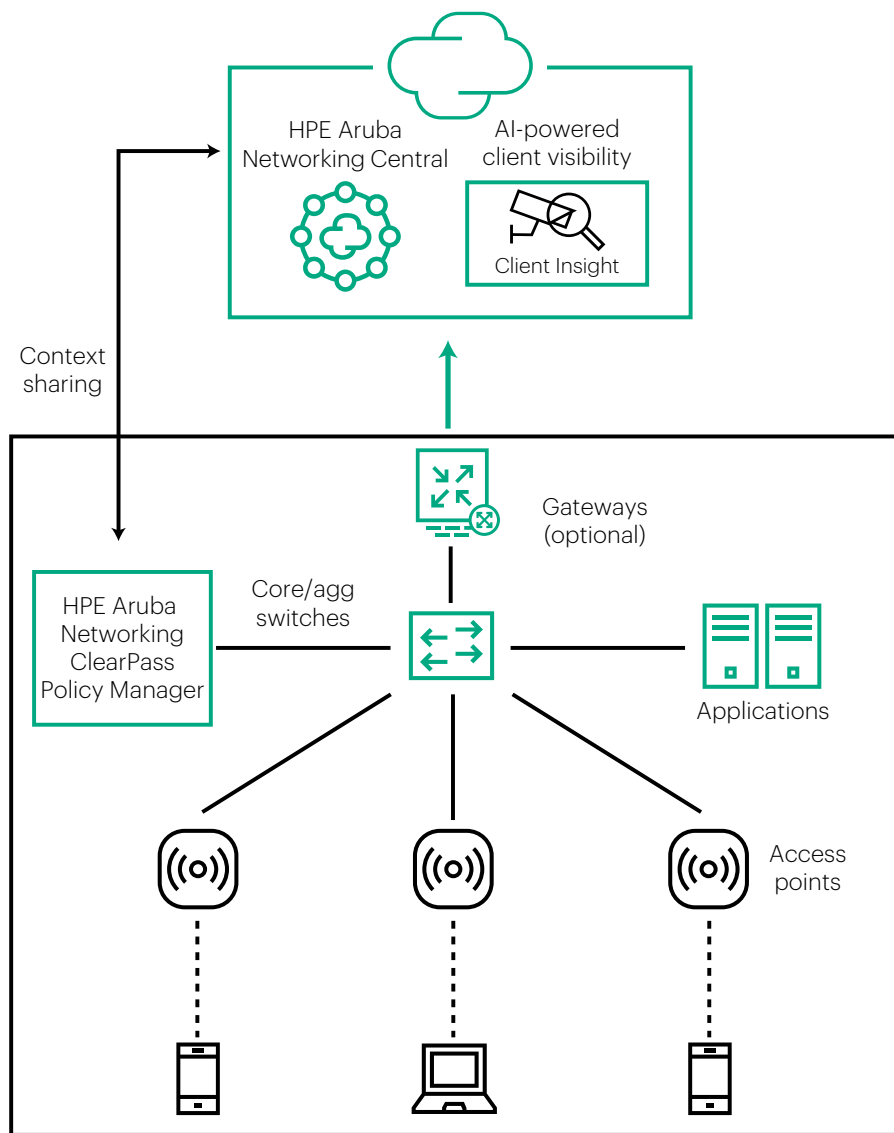 HPE Aruba
Networking Central
AI-powered
client visibility
Client Insight
Context
sharing
Gateways
(optional)
HPE Aruba
Networking
ClearPass
Policy Manager
Core/agg
switches
Applications
Access
points